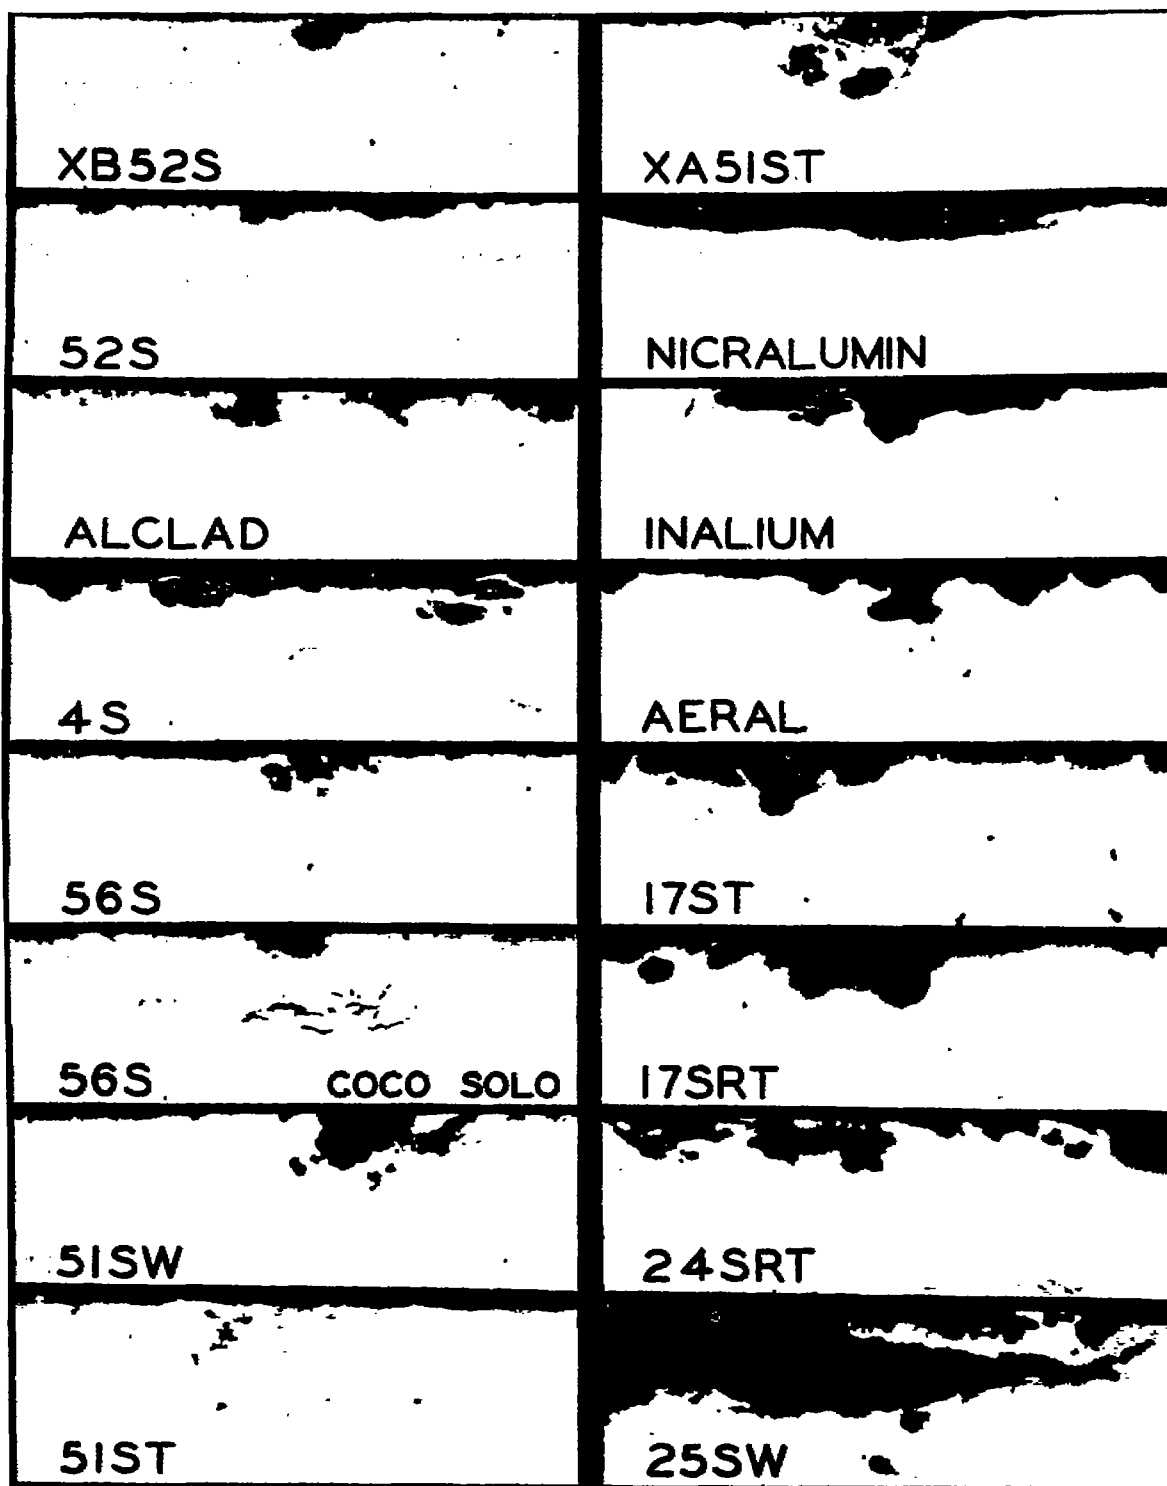 XB52S
XA51ST
52S
NICRALUMIN
ALCLAD
INALIUM
4S
AERAL
56S
17ST
56S COCO SOLO
17SRT
51SW
24SRT
51ST
25SW